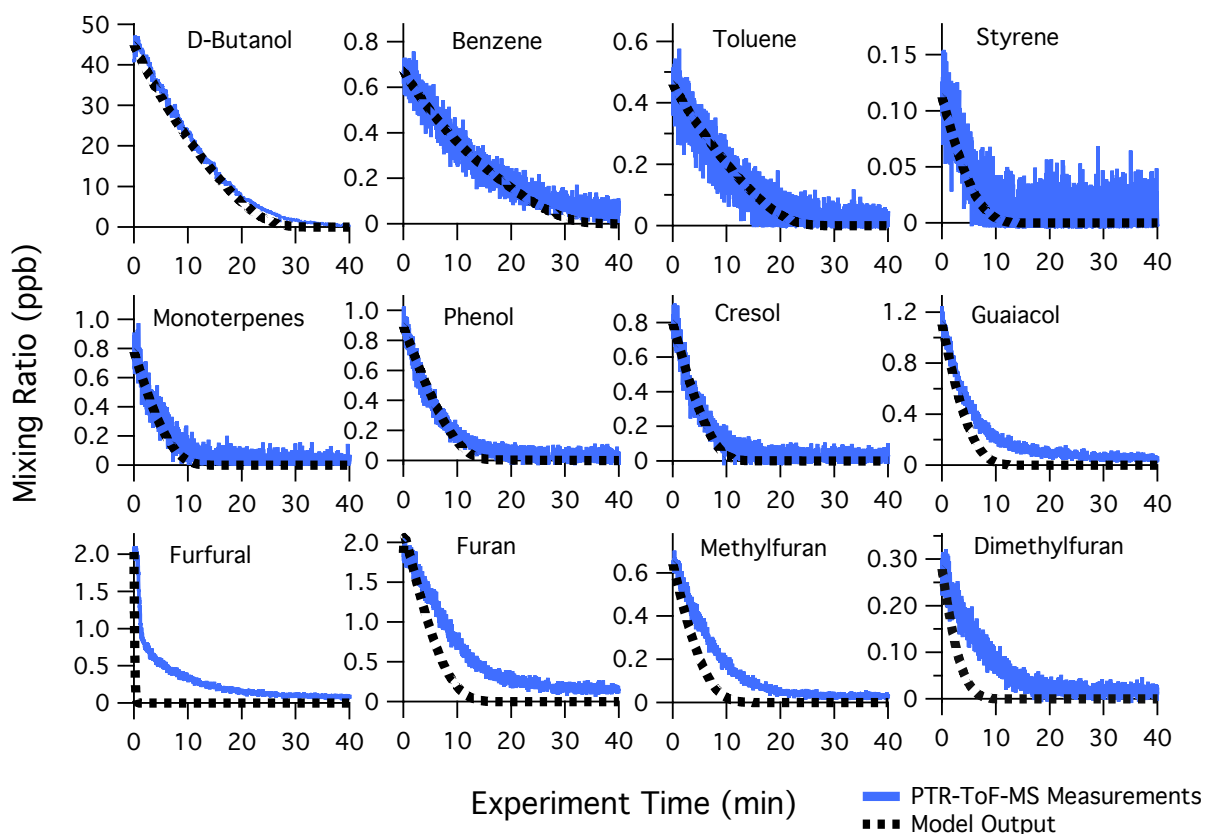 D-Butanol
50
40
30
20
10
0
0 10 20 30 40
Benzene
0.8
0.6
0.4
0.2
0
0 10 20 30 40
Toluene
0.6
0.4
0.2
0
0 10 20 30 40
Styrene
0.15
0.10
0.05
0
0 10 20 30 40
Mixing Ratio (ppb)
Monoterpenes
1.0
0.8
0.6
0.4
0.2
0
0 10 20 30 40
Phenol
1.0
0.8
0.6
0.4
0.2
0
0 10 20 30 40
Cresol
0.8
0.6
0.4
0.2
0
0 10 20 30 40
Guaiacol
1.2
0.8
0.4
0
0 10 20 30 40
Furfural
2.0
1.5
1.0
0.5
0
0 10 20 30 40
Furan
2.0
1.5
1.0
0.5
0
0 10 20 30 40
Methylfuran
0.6
0.4
0.2
0
0 10 20 30 40
Dimethylfuran
0.30
0.20
0.10
0
0 10 20 30 40
Experiment Time (min)
PTR-ToF-MS Measurements
Model Output